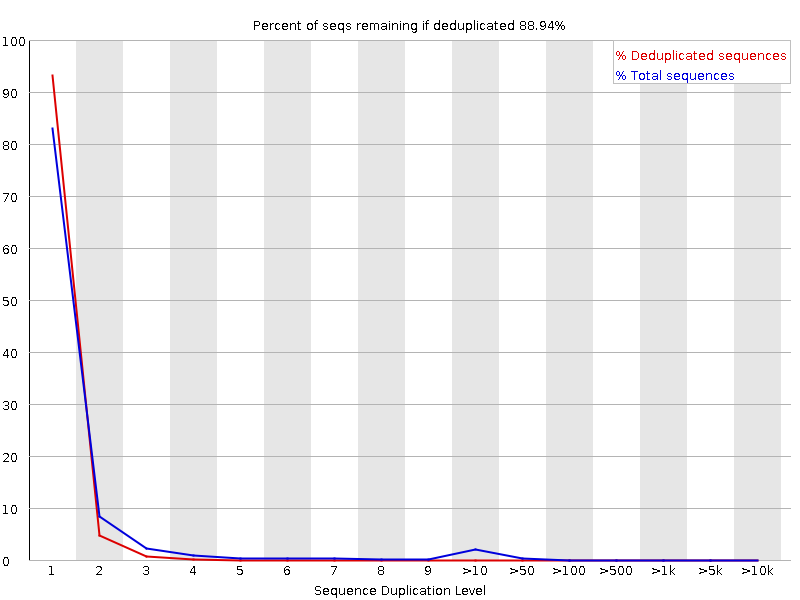 Percent of seqs remaining if deduplicated 88.94%
% Deduplicated sequences
% Total sequences
100
90
80
70
60
50
40
30
20
10
0
1 2 3 4 5 6 7 8 9 >10 >50 >100 >500 >1k >5k >10k
Sequence Duplication Level